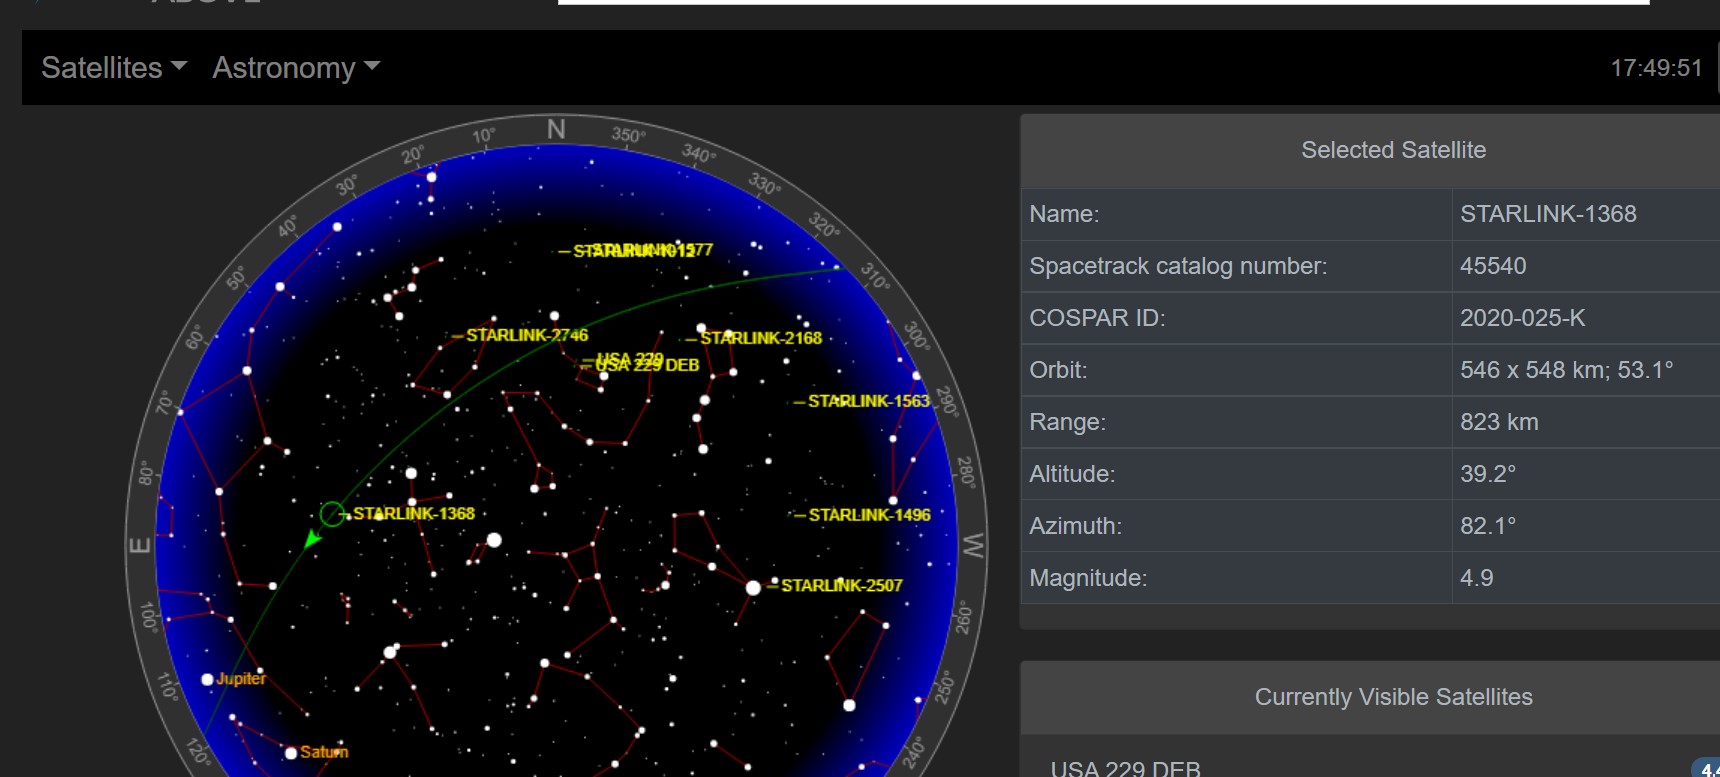 ABOVE
Satellites Astronomy 17:49:51
N
10° 350°
20° 340°
30° 330°
40° 320°
50° 310°
60° 300°
70° 290°
80° 280°
E W
100° 260°
110° 250°
120° 240°
STARLINK-1577
STARLINK-2746
STARLINK-2168
USA 229
USA 229 DEB
STARLINK-1563
STARLINK-1368
STARLINK-1496
STARLINK-2507
Jupiter
Saturn
Selected Satellite
Name: STARLINK-1368
Spacetrack catalog number: 45540
COSPAR ID: 2020-025-K
Orbit: 546 x 548 km; 53.1°
Range: 823 km
Altitude: 39.2°
Azimuth: 82.1°
Magnitude: 4.9
Currently Visible Satellites
USA 229 DEB